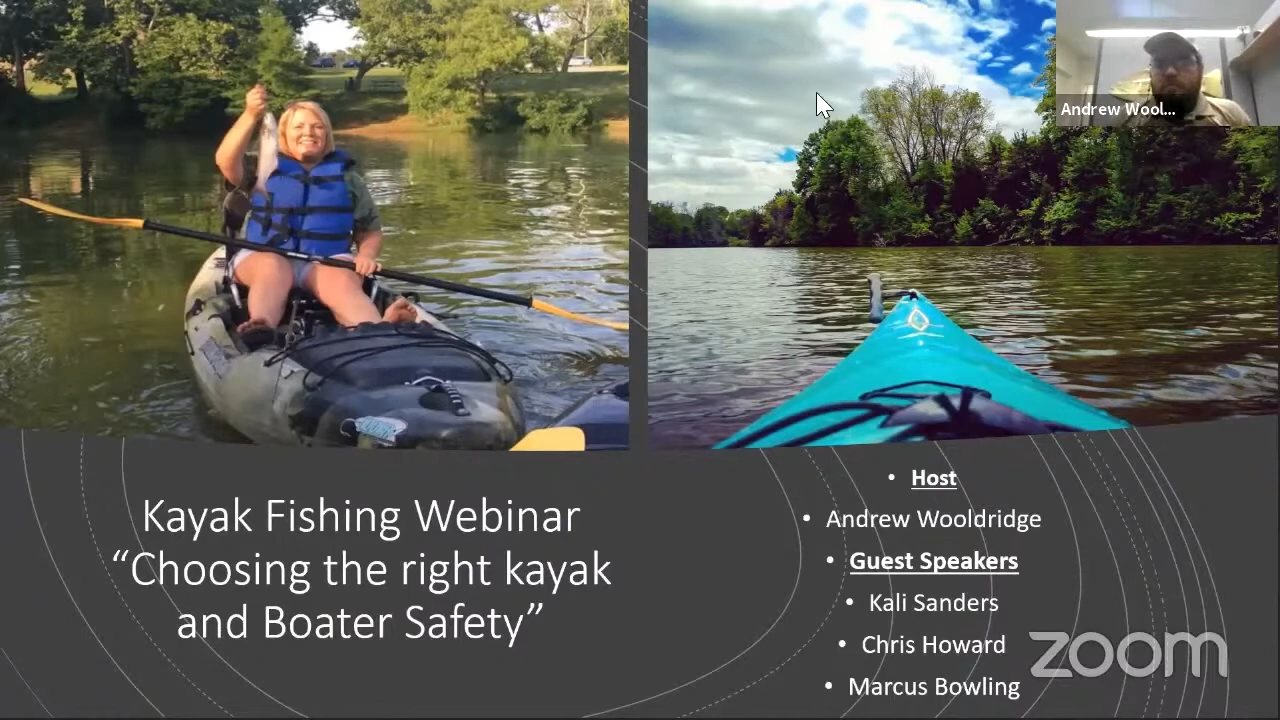 Andrew Wool...
Kayak Fishing Webinar
“Choosing the right kayak
and Boater Safety”
• Host
• Andrew Wooldridge
• Guest Speakers
• Kali Sanders
• Chris Howard
• Marcus Bowling
zoom